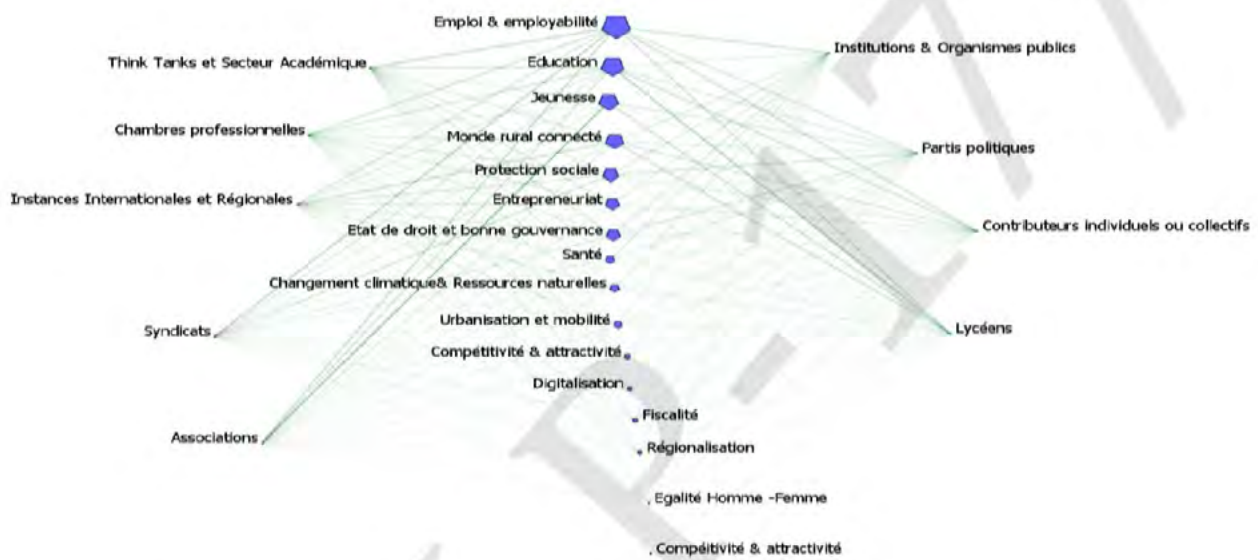 Emploi & employabilité
Institutions & Organismes publics
Think Tanks et Secteur Académique
Education
Jeunesse
Chambres professionnelles
Monde rural connecté
Partis politiques
Protection sociale
Instances Internationales et Régionales
Entrepreneuriat
Contributeurs individuels ou collectifs
Etat de droit et bonne gouvernance
Santé
Changement climatique& Ressources naturelles
Urbanisation et mobilité
Syndicats
Lycéens
Compétitivité & attractivité
Digitalisation
Fiscalité
Associations
Régionalisation
Egalité Homme -Femme
Compéitivité & attractivité